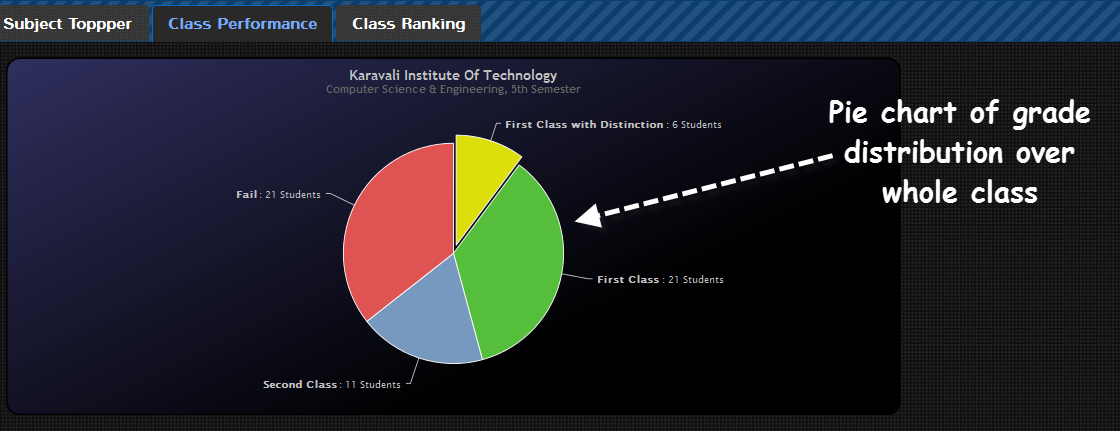 Subject Toppper
Class Performance
Class Ranking
Karavali Institute Of Technology
Computer Science & Engineering, 5th Semester
First Class with Distinction : 6 Students
Pie chart of grade
distribution over
whole class
Fail : 21 Students
First Class : 21 Students
Second Class : 11 Students